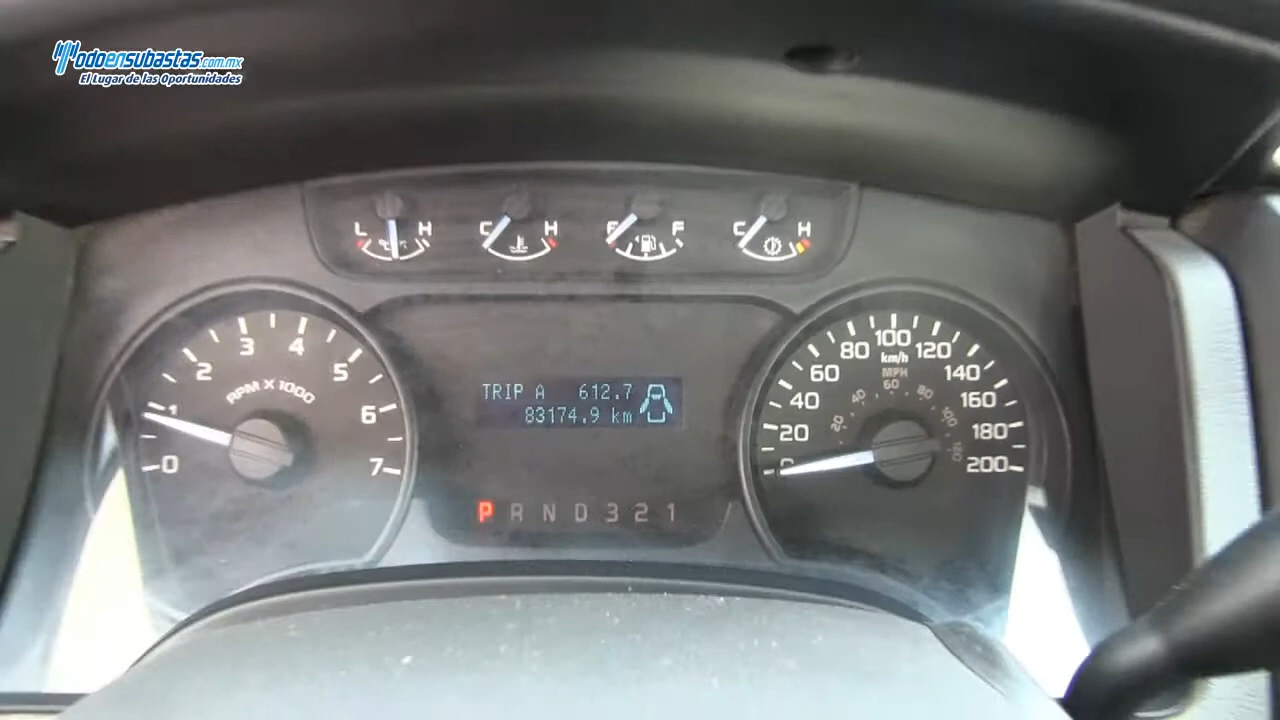 Todoensubastas.com.mx
El Lugar de las Oportunidades
L H C H E F C H
0 1 2 3 4 5 6 7
RPM X 1000
TRIP A 612.7
83174.9 km
P R N D 3 2 1
0 20 40 60 80 100 120 140 160 180 200
km/h
MPH
20 40 60 80 100 120